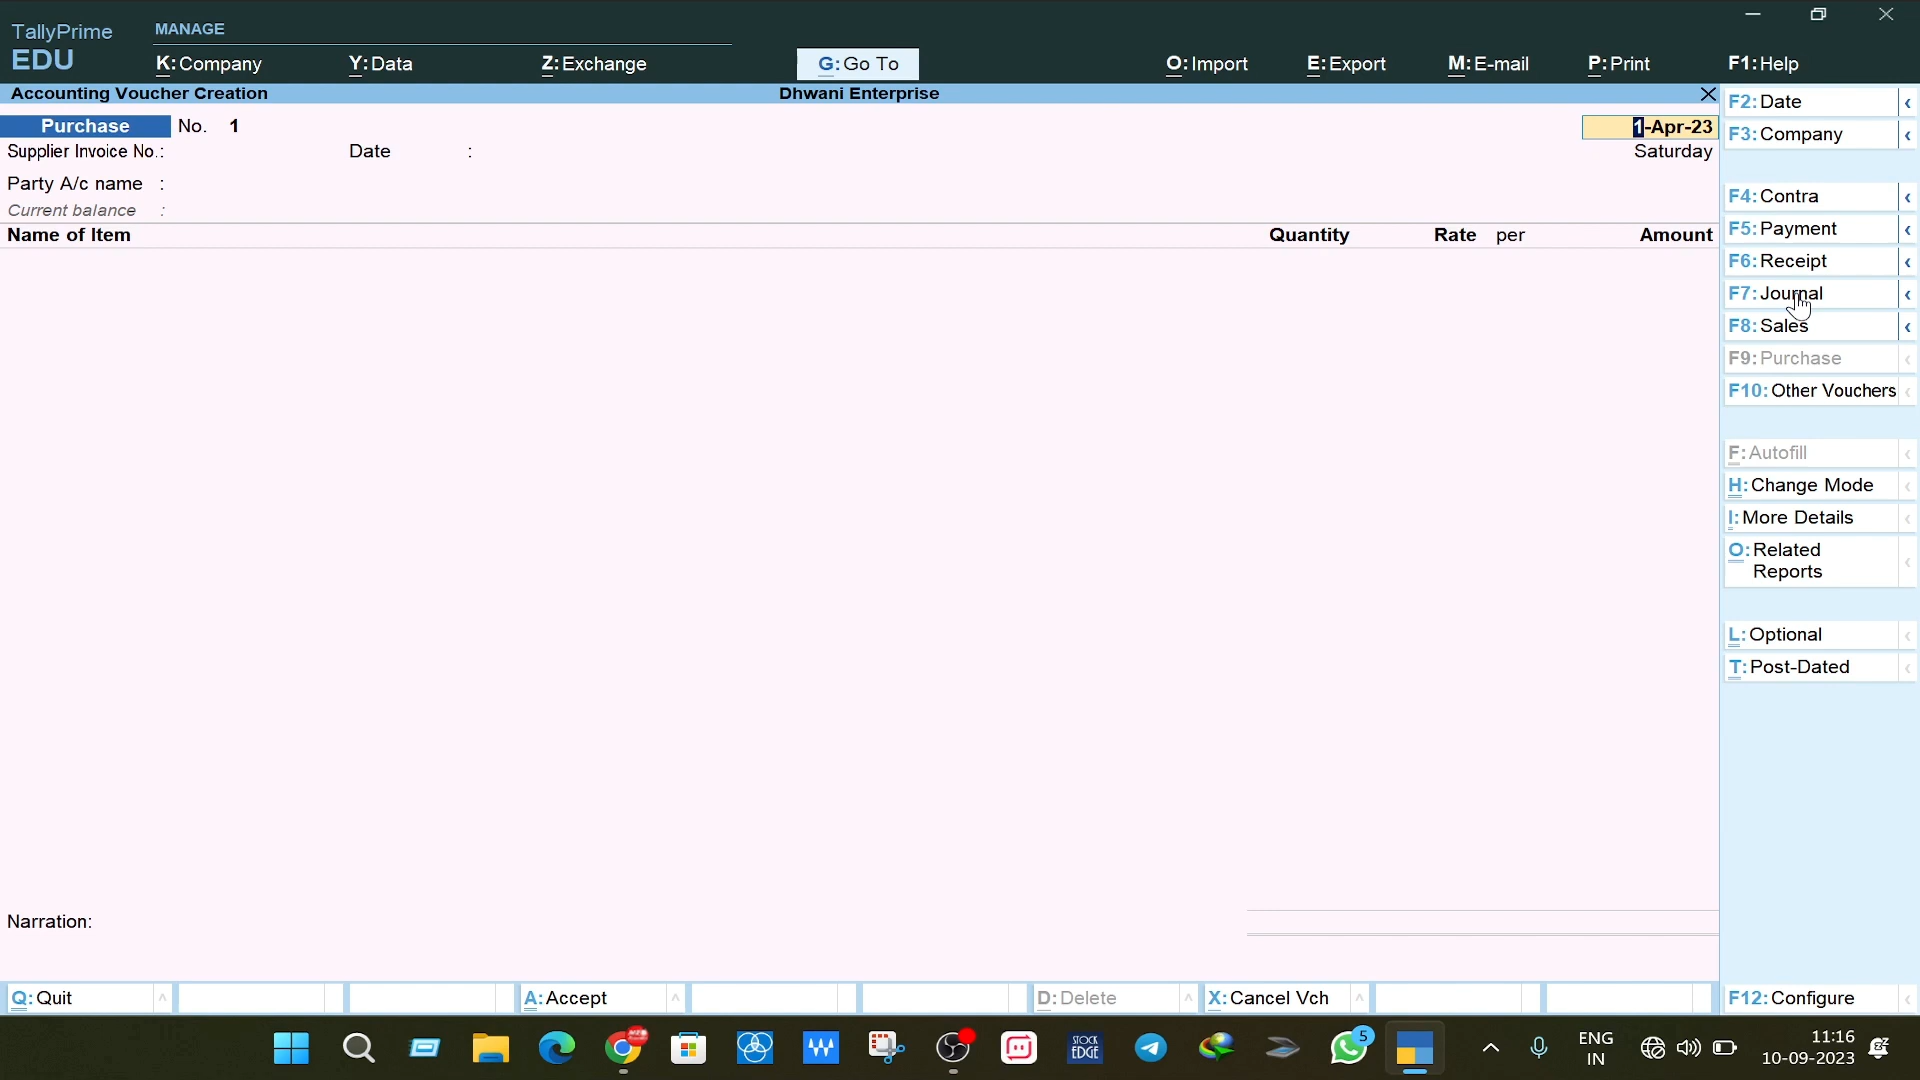 TallyPrime
EDU
MANAGE
K: Company
Y: Data
Z: Exchange
G: Go To
O: Import
E: Export
M: E-mail
P: Print
F1: Help
Accounting Voucher Creation
Dhwani Enterprise
Purchase No. 1
1-Apr-23
Supplier Invoice No.: Date :
Saturday
Party A/c name :
Current balance :
Name of Item Quantity Rate per Amount
Narration:
F2: Date
F3: Company
F4: Contra
F5: Payment
F6: Receipt
F7: Journal
F8: Sales
F9: Purchase
F10: Other Vouchers
F: Autofill
H: Change Mode
I: More Details
O: Related
Reports
L: Optional
T: Post-Dated
F12: Configure
Q: Quit
A: Accept
D: Delete
X: Cancel Vch
STOCK
EDGE
5
ENG
IN
11:16
10-09-2023